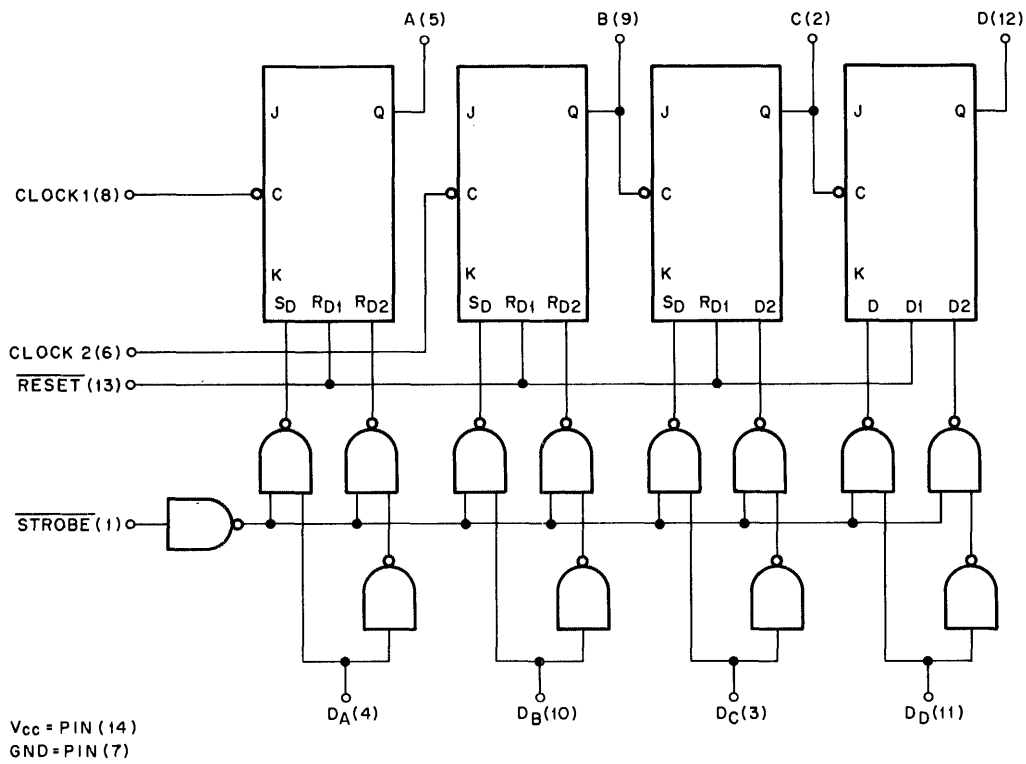 A(5) B(9) C(2) D(12)
J Q J Q J Q J Q
CLOCK1(8) C C C C
K K K K
SD RD1 RD2 SD RD1 RD2 SD RD1 D2 D D1 D2
CLOCK 2(6)
RESET (13)
STROBE (1)
DA(4) DB(10) DC(3) DD(11)
VCC = PIN (14)
GND = PIN (7)